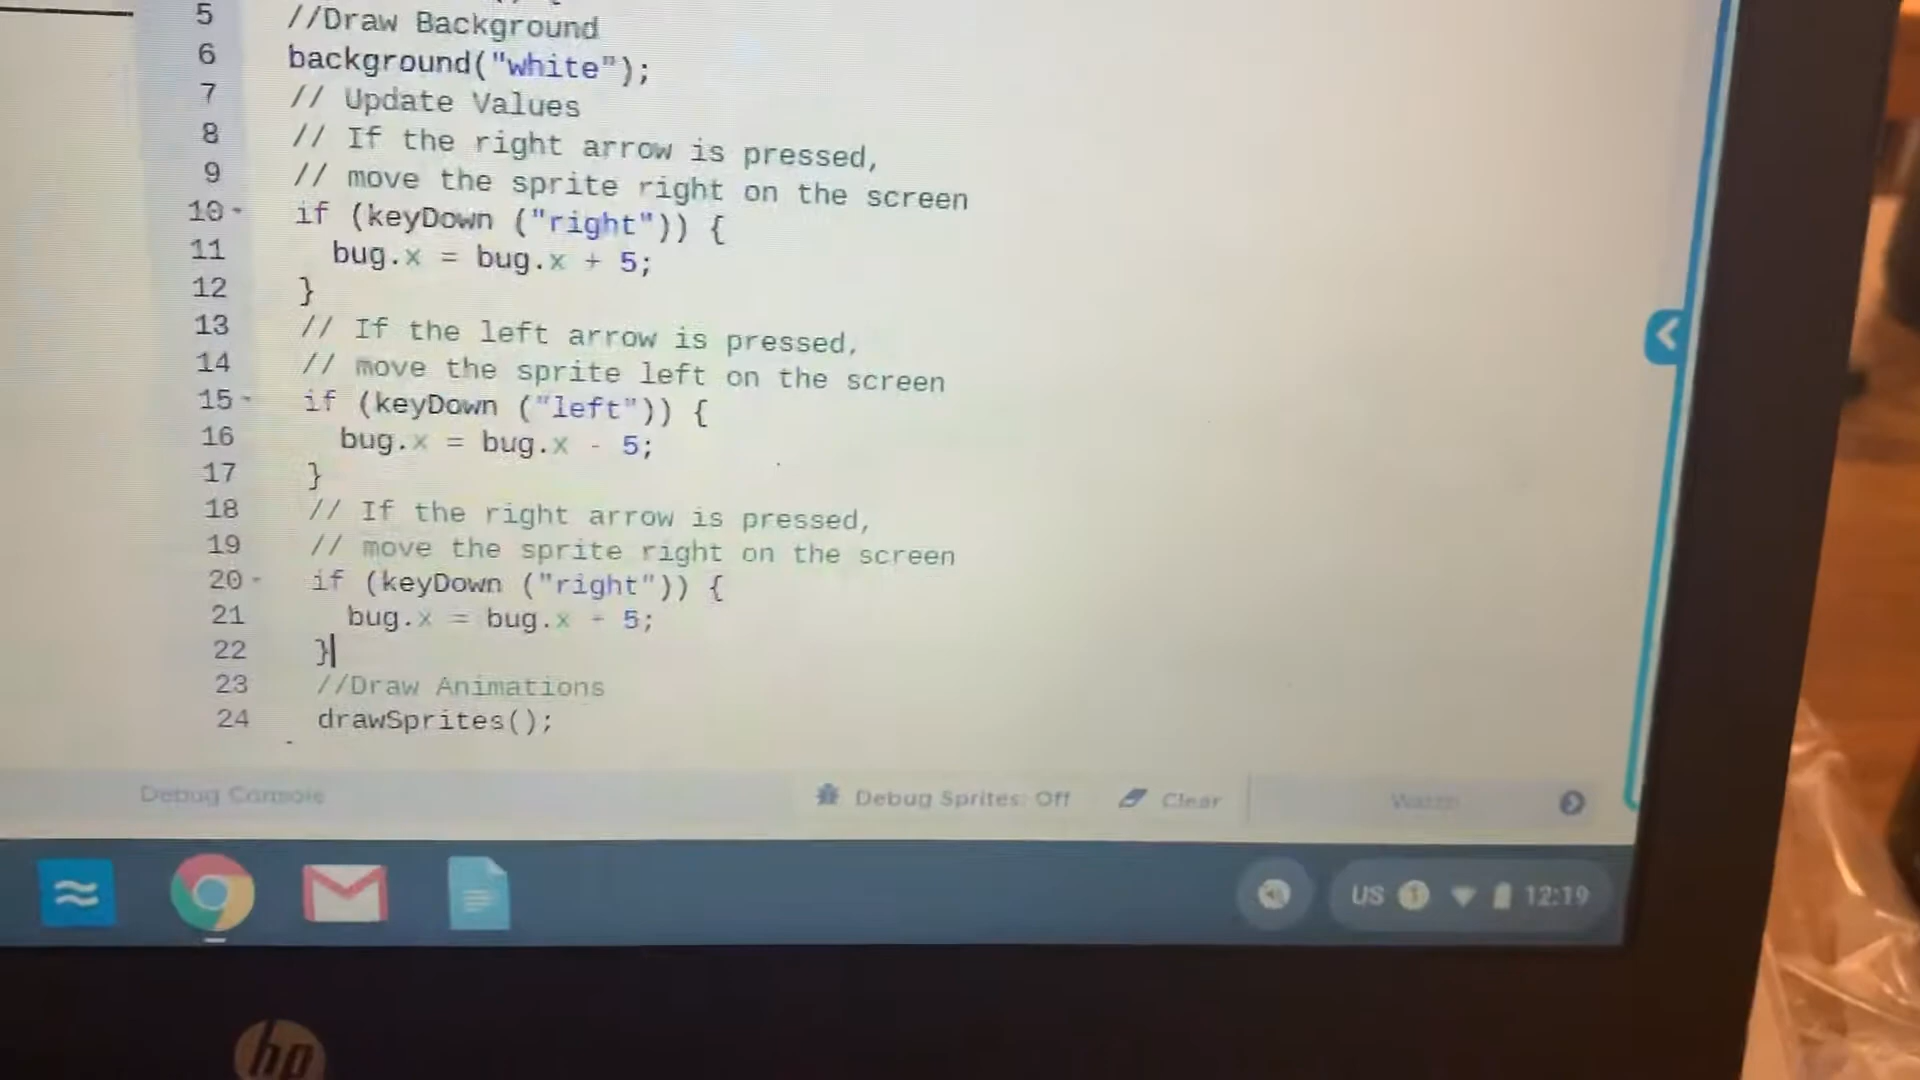 5 //Draw Background
6 background("white");
7 // Update Values
8 // If the right arrow is pressed,
9 // move the sprite right on the screen
10 if (keyDown ("right")) {
11 bug.x = bug.x + 5;
12 }
13 // If the left arrow is pressed,
14 // move the sprite left on the screen
15 if (keyDown ("left")) {
16 bug.x = bug.x - 5;
17 }
18 // If the right arrow is pressed,
19 // move the sprite right on the screen
20 if (keyDown ("right")) {
21 bug.x = bug.x + 5;
22 }
23 //Draw Animations
24 drawSprites();
Debug Console Debug Sprites: Off Clear Watch
US 12:19
hp